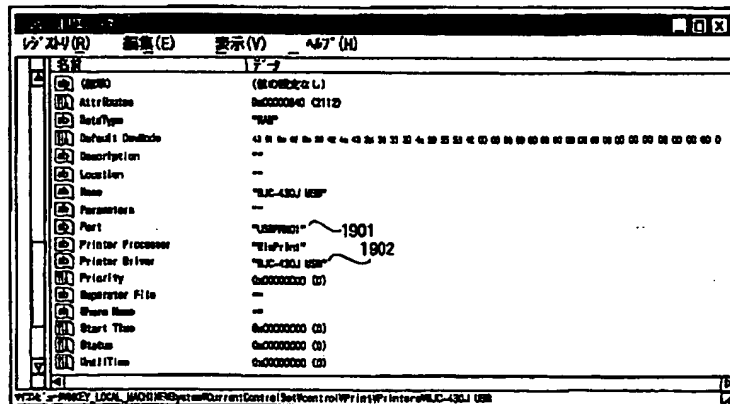 レジストリ(R) 編集(E) 表示(V) ヘルプ(H)
名前 データ
(標準) (値の設定なし)
Attributes 0x00000840 (2112)
DataType "RAW"
Default DevMode
Description ""
Location ""
Name "BJC-430J USB"
Parameters ""
Port "USBPRN01" 1901
Printer Processor "WinPrint" 1902
Printer Driver "BJC-430J USB"
Priority 0x00000000 (0)
Separator File ""
Share Name ""
Start Time 0x00000000 (0)
Status 0x00000000 (0)
UntilTime 0x00000000 (0)
マイコンピュータ¥HKEY_LOCAL_MACHINE¥System¥CurrentControlSet¥control¥Print¥Printers¥BJC-430J USB